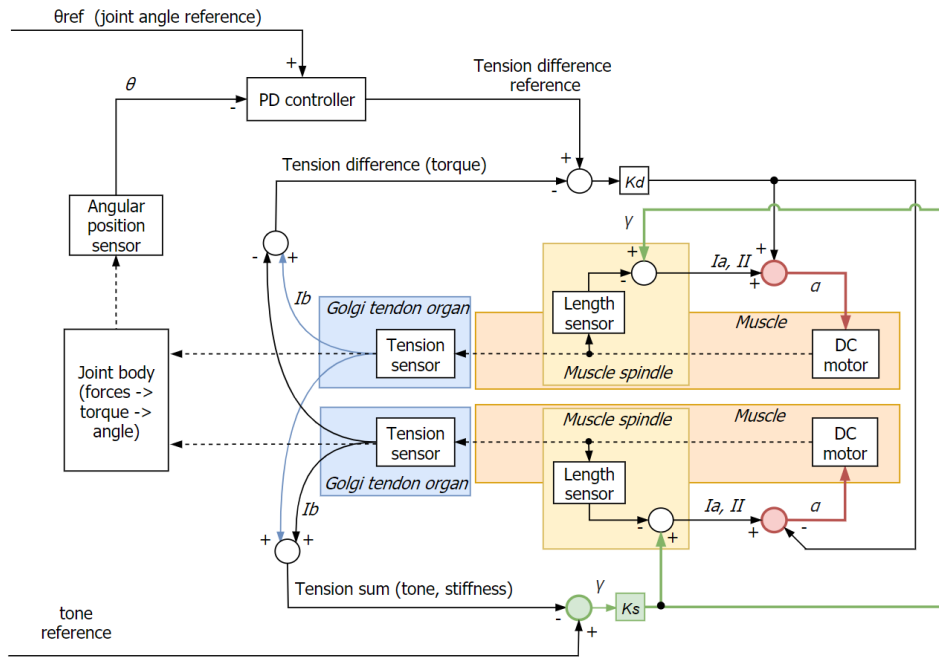 θref (joint angle reference)
+
θ
-
PD controller
Tension difference
reference
Tension difference (torque)
+
-
Kd
Angular
position
sensor
γ
+
+
-
Ia, II
+
α
-
+
Ib
Golgi tendon organ
Length
sensor
Muscle
Tension
sensor
DC
motor
Muscle spindle
Joint body
(forces ->
torque ->
angle)
Muscle spindle
Muscle
Tension
sensor
DC
motor
Golgi tendon organ
Length
sensor
Ib
Ia, II
α
-
+
+
-
+
+
Tension sum (tone, stiffness)
γ
-
Ks
+
tone
reference